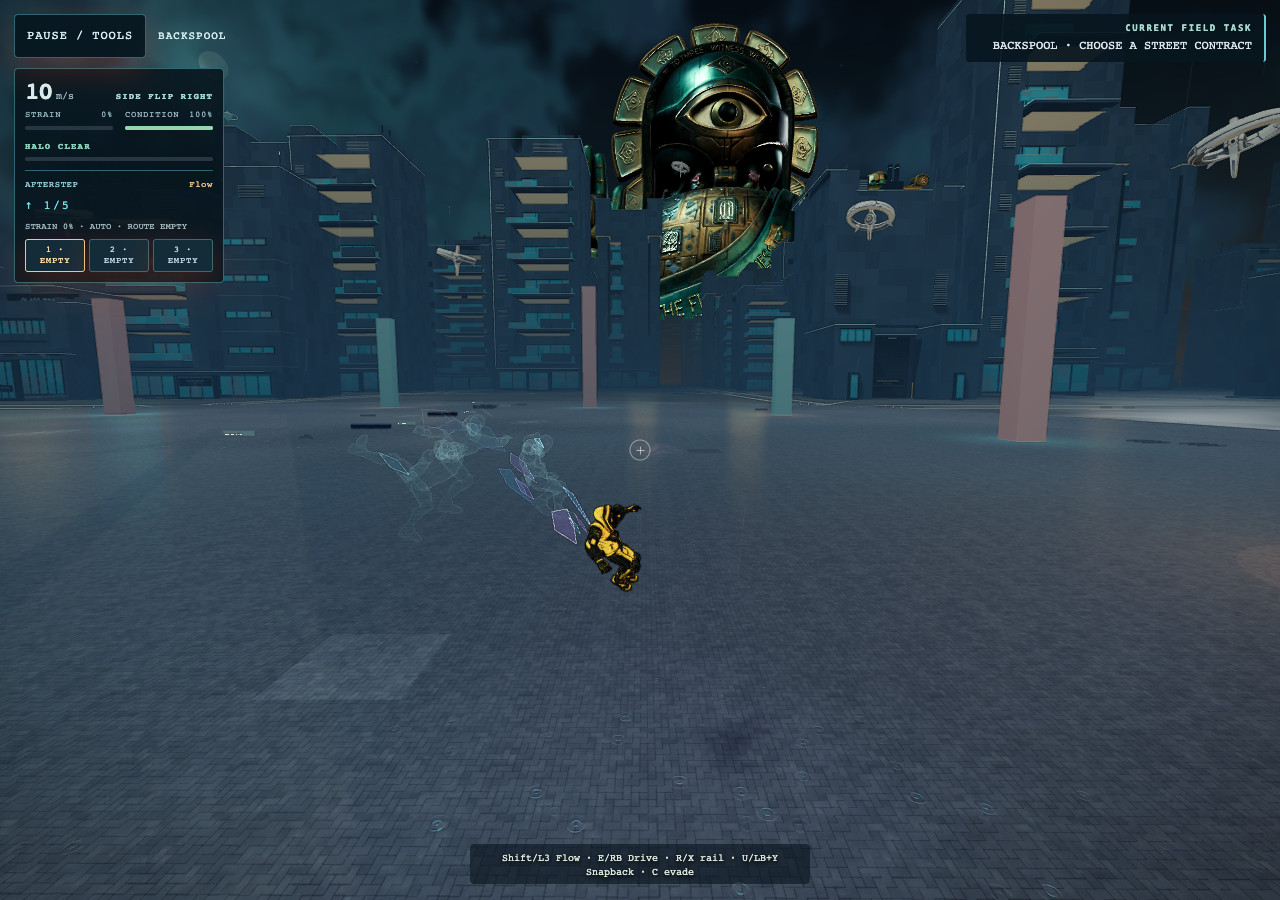 PAUSE / TOOLS
BACKSPOOL
CURRENT FIELD TASK
BACKSPOOL · CHOOSE A STREET CONTRACT
10 m/s
SIDE FLIP RIGHT
STRAIN 0%
CONDITION 100%
HALO CLEAR
AFTERSTEP
Flow
↑ 1/5
STRAIN 0% · AUTO · ROUTE EMPTY
1 · EMPTY
2 · EMPTY
3 · EMPTY
THE
Shift/L3 Flow · E/RB Drive · R/X rail · U/LB+Y
Snapback · C evade